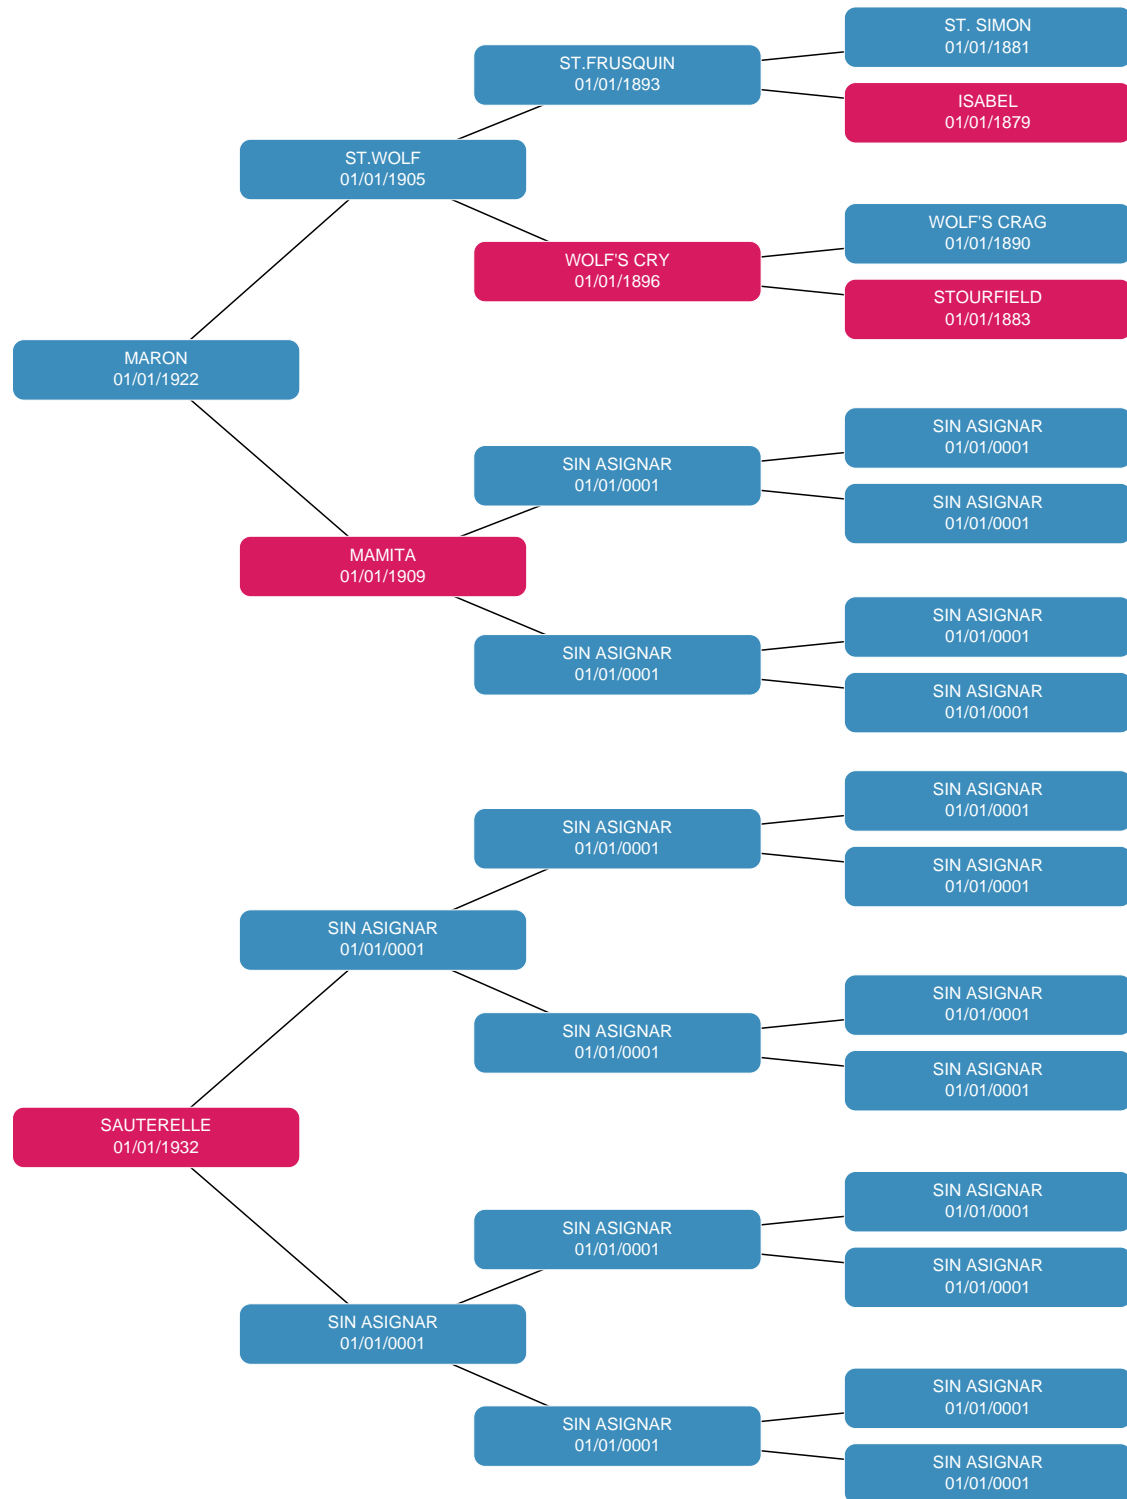 ST. SIMON
01/01/1881
ST.FRUSQUIN
01/01/1893
ISABEL
01/01/1879
ST.WOLF
01/01/1905
WOLF'S CRAG
01/01/1890
WOLF'S CRY
01/01/1896
STOURFIELD
01/01/1883
MARON
01/01/1922
SIN ASIGNAR
01/01/0001
SIN ASIGNAR
01/01/0001
SIN ASIGNAR
01/01/0001
MAMITA
01/01/1909
SIN ASIGNAR
01/01/0001
SIN ASIGNAR
01/01/0001
SIN ASIGNAR
01/01/0001
SIN ASIGNAR
01/01/0001
SIN ASIGNAR
01/01/0001
SIN ASIGNAR
01/01/0001
SIN ASIGNAR
01/01/0001
SIN ASIGNAR
01/01/0001
SIN ASIGNAR
01/01/0001
SIN ASIGNAR
01/01/0001
SAUTERELLE
01/01/1932
SIN ASIGNAR
01/01/0001
SIN ASIGNAR
01/01/0001
SIN ASIGNAR
01/01/0001
SIN ASIGNAR
01/01/0001
SIN ASIGNAR
01/01/0001
SIN ASIGNAR
01/01/0001
SIN ASIGNAR
01/01/0001